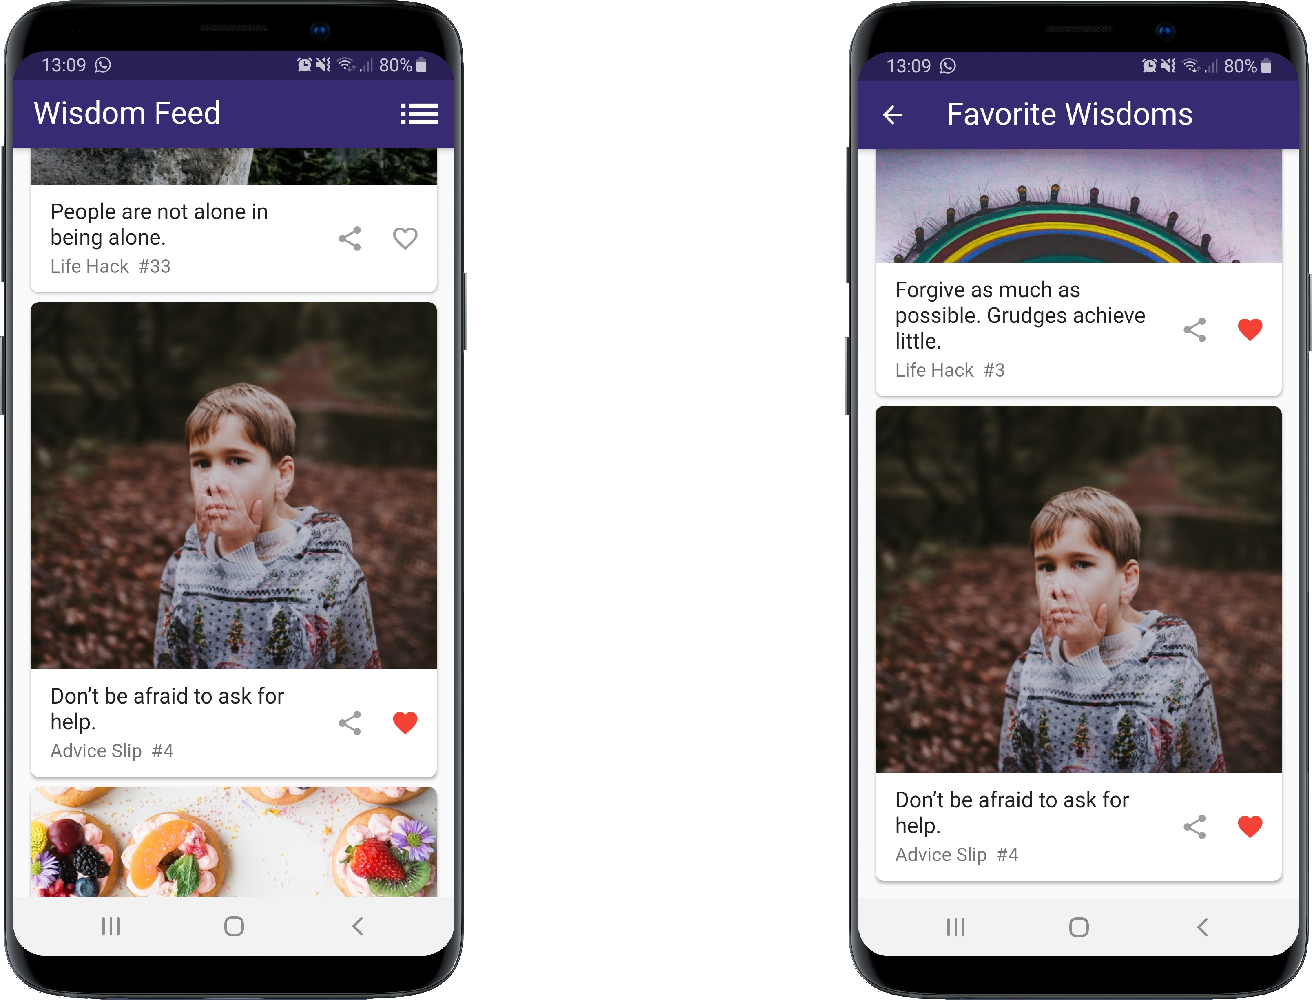 13:09 80%
Wisdom Feed
People are not alone in
being alone.
Life Hack #33
Don't be afraid to ask for
help.
Advice Slip #4
13:09 80%
Favorite Wisdoms
Forgive as much as
possible. Grudges achieve
little.
Life Hack #3
Don't be afraid to ask for
help.
Advice Slip #4